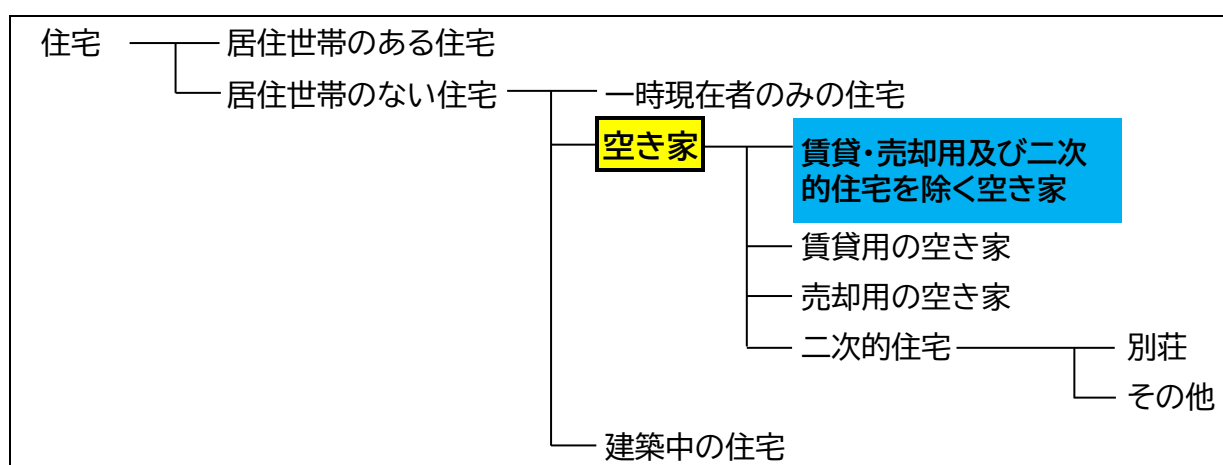 住宅
居住世帯のある住宅
居住世帯のない住宅
一時現在者のみの住宅
空き家
賃貸・売却用及び二次
的住宅を除く空き家
賃貸用の空き家
売却用の空き家
二次的住宅
別荘
その他
建築中の住宅